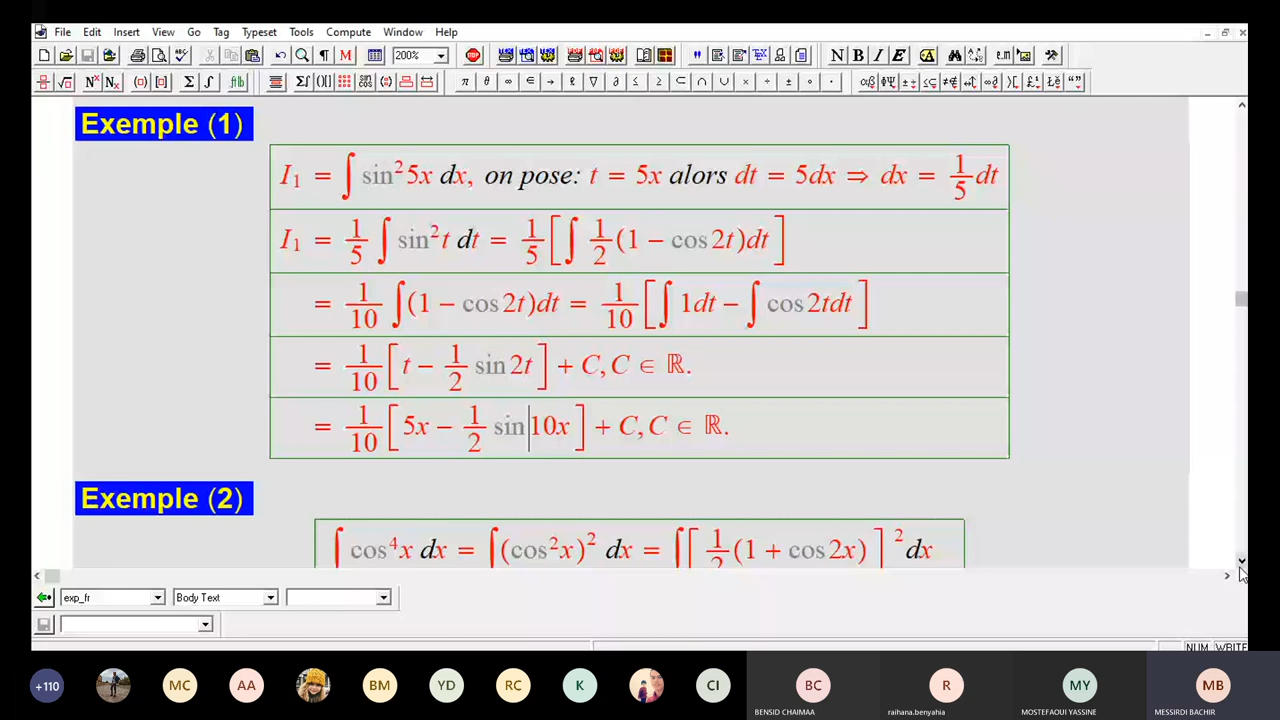 File Edit Insert View Go Tag Typeset Tools Compute Window Help
200%
Exemple (1)
I₁ = ∫ sin²5x dx, on pose: t = 5x alors dt = 5dx ⇒ dx = 1/5 dt
I₁ = 1/5 ∫ sin²t dt = 1/5 [∫ 1/2 (1 − cos 2t)dt]
= 1/10 ∫(1 − cos 2t)dt = 1/10 [∫ 1dt − ∫ cos 2tdt]
= 1/10 [t − 1/2 sin 2t] + C, C ∈ ℝ.
= 1/10 [5x − 1/2 sin 10x] + C, C ∈ ℝ.
Exemple (2)
∫ cos⁴x dx = ∫(cos²x)² dx = ∫[1/2 (1 + cos 2x)]² dx
exp_fr Body Text
NUM WRITE
+110 MC AA BM YD RC K CI BC R MY MB
BENSID CHAIMAA raihana.benyahia MOSTEFAOUI YASSINE MESSIRDI BACHIR